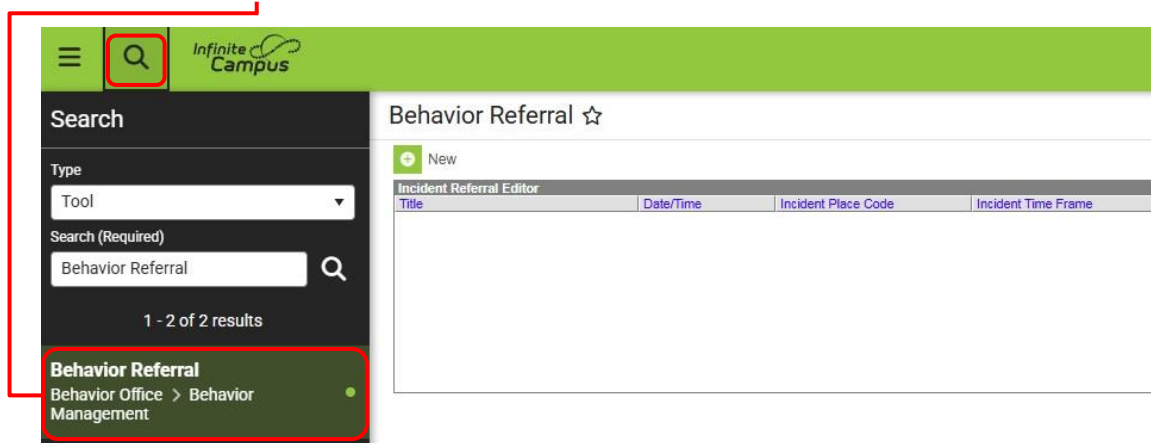 Infinite
Campus
Search
Type
Tool
Search (Required)
Behavior Referral
1 - 2 of 2 results
Behavior Referral
Behavior Office > Behavior
Management
Behavior Referral
New
Incident Referral Editor
Title Date/Time Incident Place Code Incident Time Frame